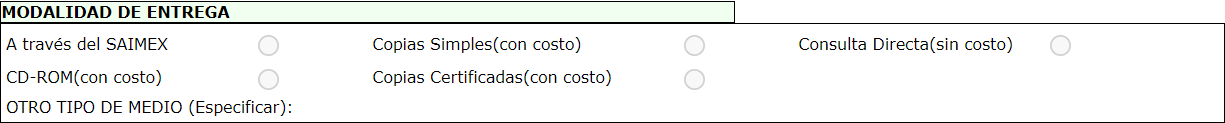 MODALIDAD DE ENTREGA
A través del SAIMEX Copias Simples(con costo) Consulta Directa(sin costo)
CD-ROM(con costo) Copias Certificadas(con costo)
OTRO TIPO DE MEDIO (Especificar):